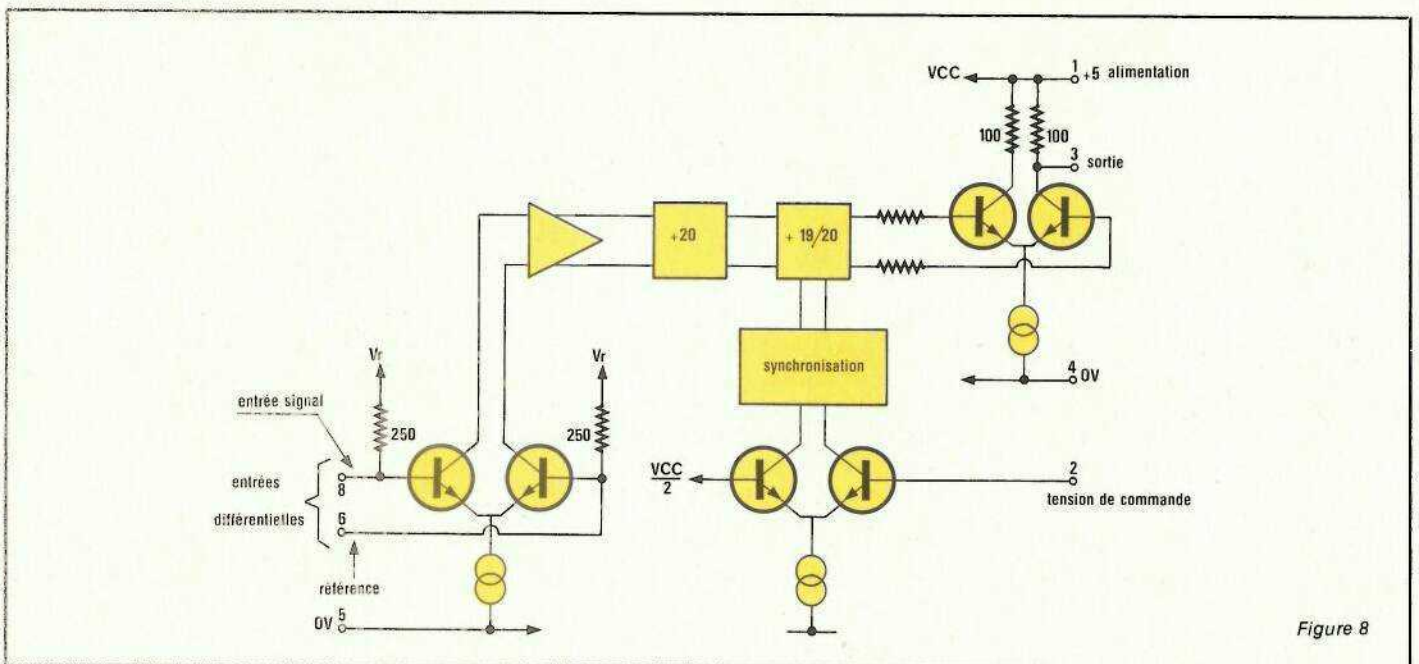 VCC
1
+5 alimentation
100
100
3
sortie
+20
+ 19/20
4
0V
synchronisation
Vr
Vr
entrée signal
250
250
entrées
différentielles
8
6
référence
0V
5
VCC
2
2
tension de commande
Figure 8